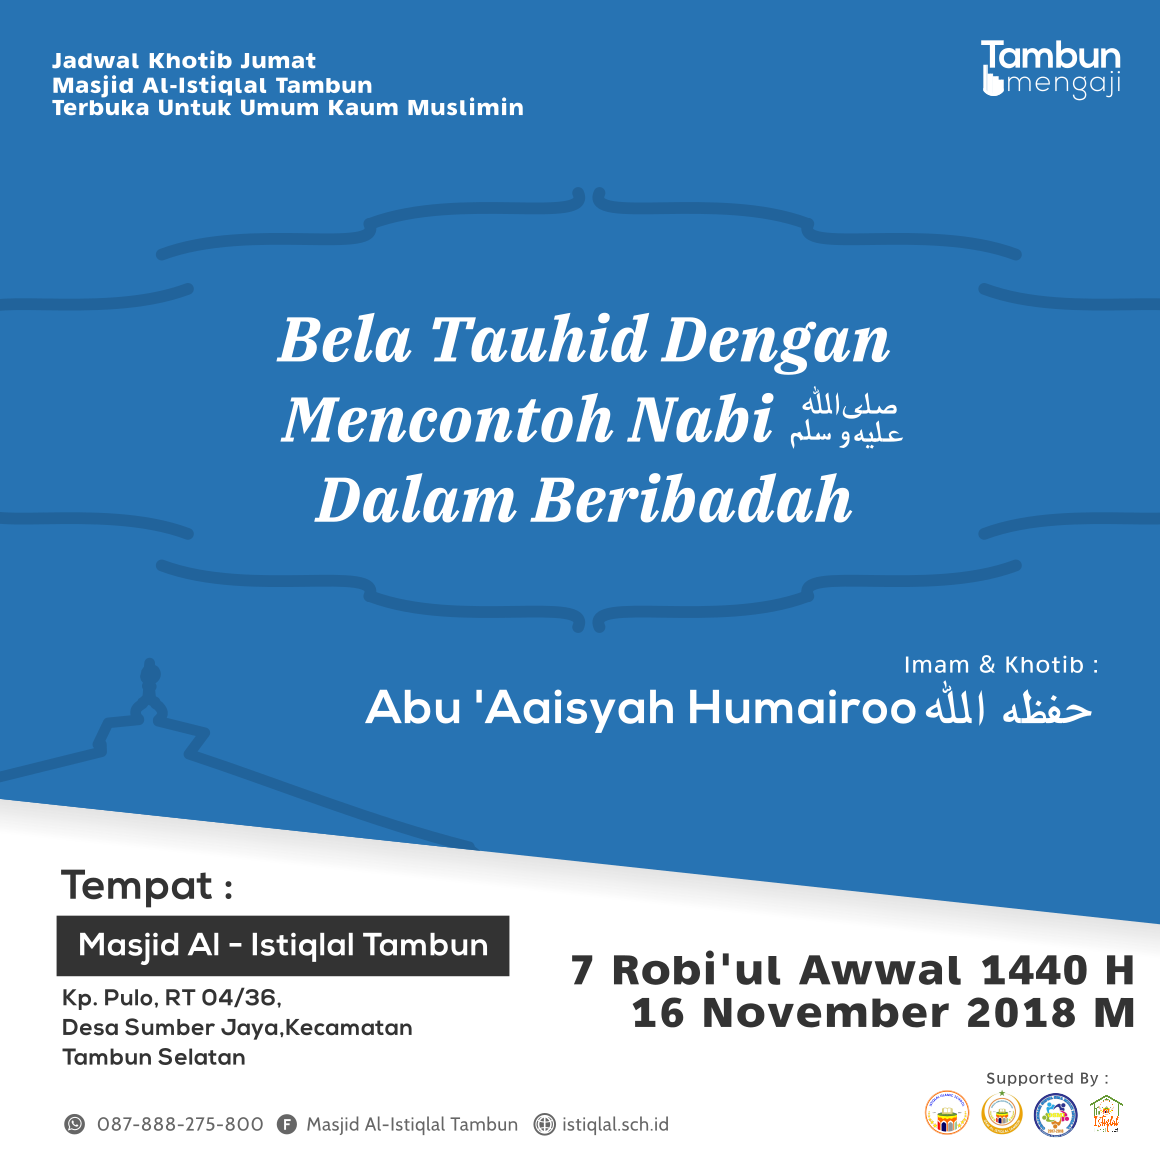 Jadwal Khotib Jumat
Masjid Al-Istiqlal Tambun
Terbuka Untuk Umum Kaum Muslimin
Tambun
mengaji
Bela Tauhid Dengan
Mencontoh Nabi صلى الله عليه وسلم
Dalam Beribadah
Imam & Khotib :
Abu 'Aaisyah Humairoo حفظه الله
Tempat :
Masjid Al - Istiqlal Tambun
Kp. Pulo, RT 04/36,
Desa Sumber Jaya,Kecamatan
Tambun Selatan
7 Robi'ul Awwal 1440 H
16 November 2018 M
Supported By :
087-888-275-800 F Masjid Al-Istiqlal Tambun istiqlal.sch.id